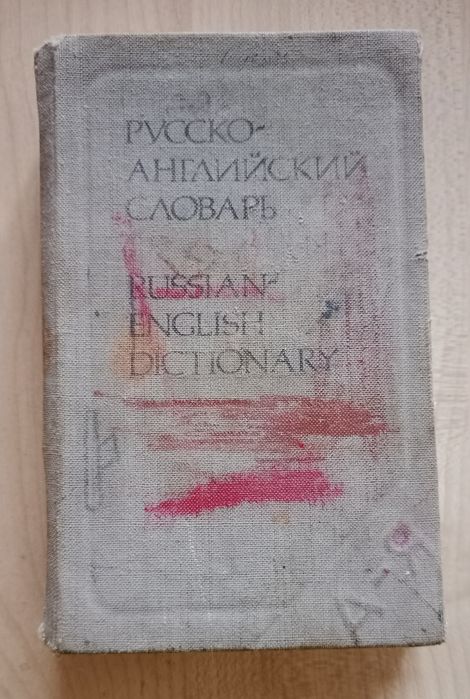 РУССКО-
АНГЛИЙСКИЙ
СЛОВАРЬ
RUSSIAN-
ENGLISH
DICTIONARY